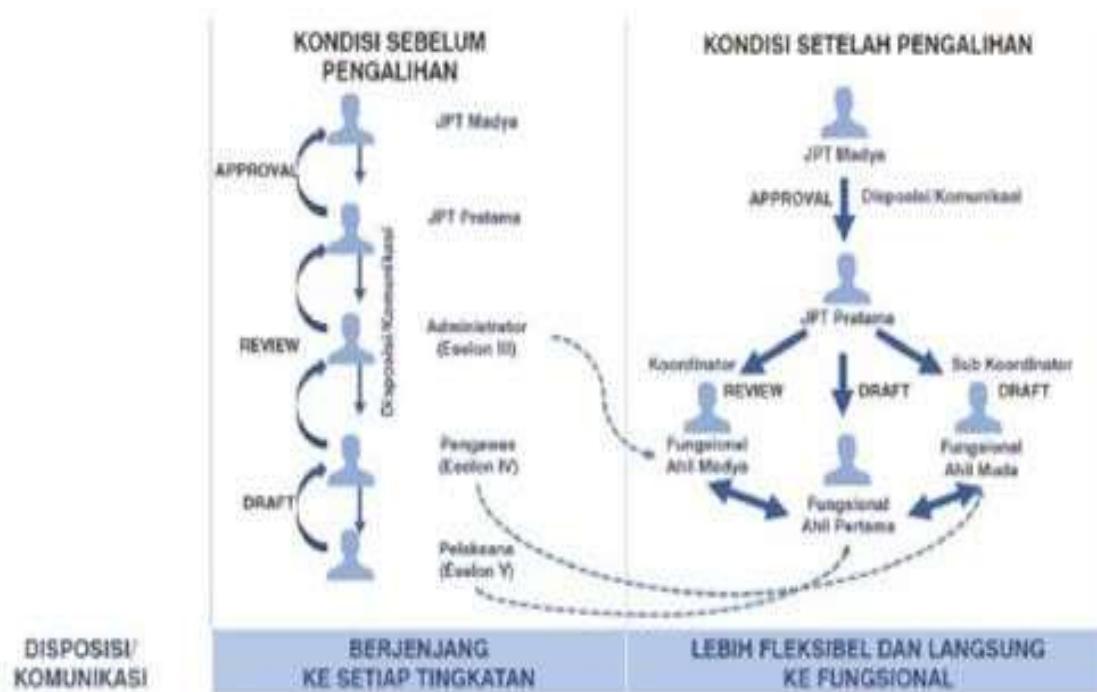 KONDISI SEBELUM
PENGALIHAN
JPT Madya
APPROVAL
JPT Pratama
Disposisi/Komunikasi
Administrator
(Eselon III)
REVIEW
Pengawas
(Eselon IV)
DRAFT
Pelaksana
(Eselon V)
KONDISI SETELAH PENGALIHAN
JPT Madya
APPROVAL
Disposisi/Komunikasi
JPT Pratama
Koordinator
REVIEW
DRAFT
Sub Koordinator
DRAFT
Fungsional
Ahli Madya
Fungsional
Ahli Pertama
Fungsional
Ahli Muda
DISPOSISI/
KOMUNIKASI
BERJENJANG
KE SETIAP TINGKATAN
LEBIH FLEKSIBEL DAN LANGSUNG
KE FUNGSIONAL